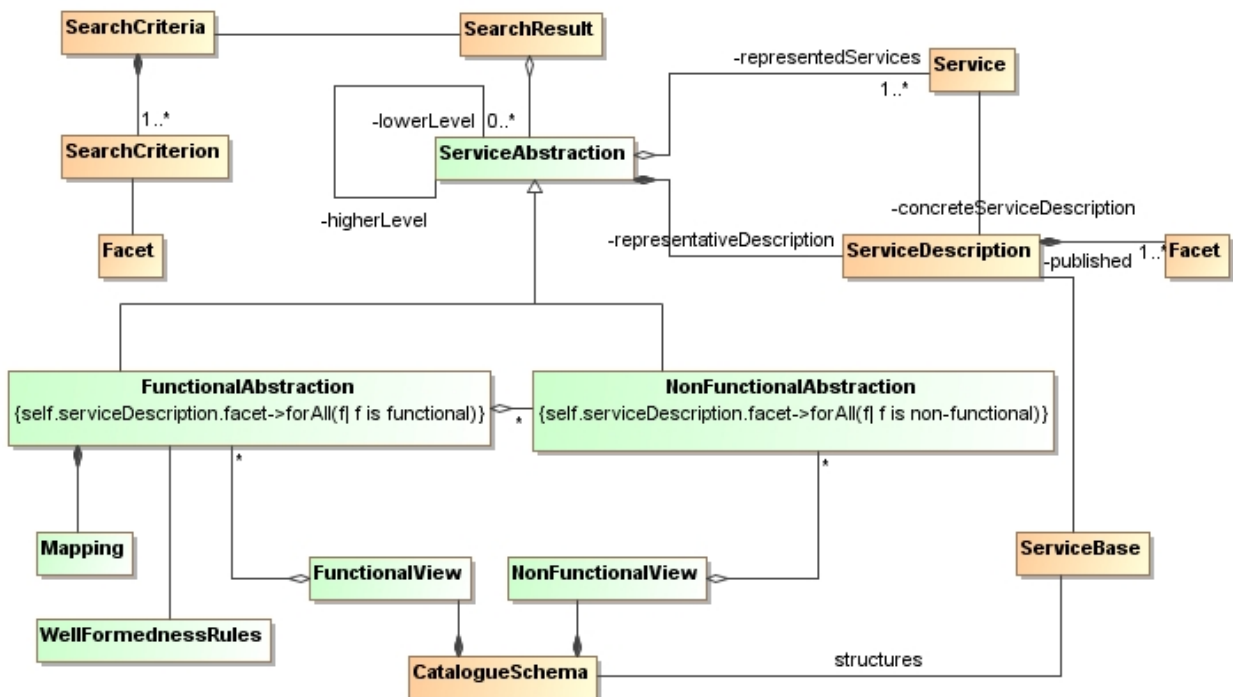 SearchCriteria
SearchResult
-representedServices
Service
1..*
1..*
-lowerLevel
0..*
SearchCriterion
ServiceAbstraction
-higherLevel
-concreteServiceDescription
-representativeDescription
Facet
ServiceDescription
-published
1..*
Facet
FunctionalAbstraction
{self.serviceDescription.facet->forAll(f| f is functional)}
*
NonFunctionalAbstraction
{self.serviceDescription.facet->forAll(f| f is non-functional)}
*
*
Mapping
FunctionalView
NonFunctionalView
ServiceBase
WellFormednessRules
CatalogueSchema
structures